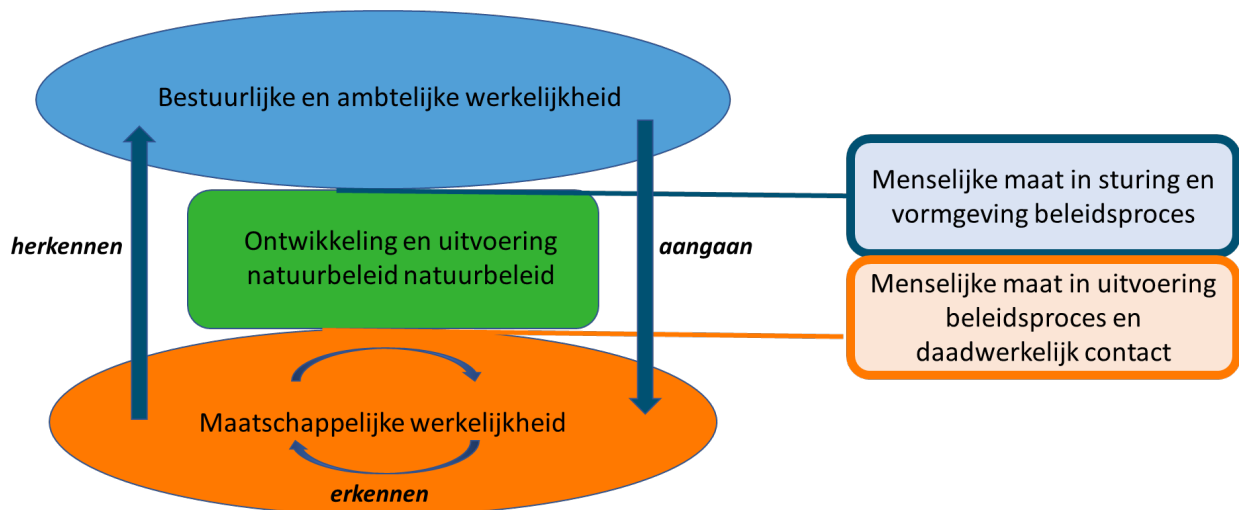 Bestuurlijke en ambtelijke werkelijkheid
Menselijke maat in sturing en
vormgeving beleidsproces
herkennen
Ontwikkeling en uitvoering
natuurbeleid natuurbeleid
aangaan
Menselijke maat in uitvoering
beleidsproces en
daadwerkelijk contact
Maatschappelijke werkelijkheid
erkennen